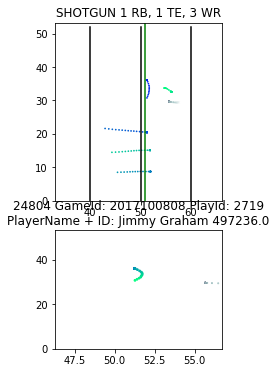 SHOTGUN 1 RB, 1 TE, 3 WR
50
40
30
20
10
0
40 50 60
24804 GameId: 2017100808 PlayId: 2719
PlayerName + ID: Jimmy Graham 497236.0
40
20
0
47.5 50.0 52.5 55.0